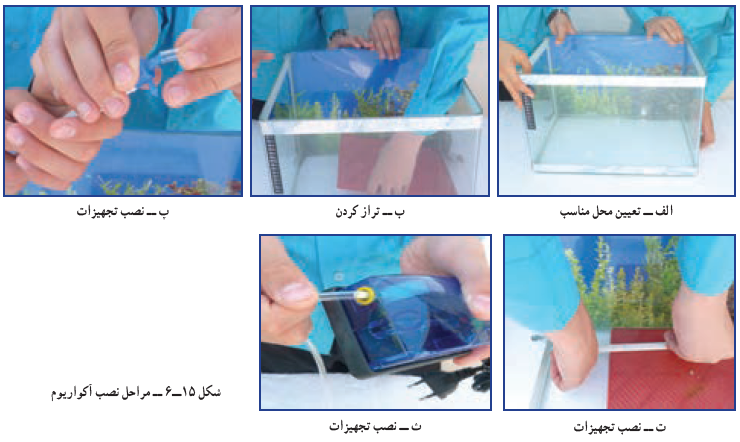 الف ــ تعیین محل مناسب
ب ــ تراز کردن
پ ــ نصب تجهیزات
ت ــ نصب تجهیزات
ث ــ نصب تجهیزات
شکل ۱۵ــ۶ ــ مراحل نصب آکواریوم